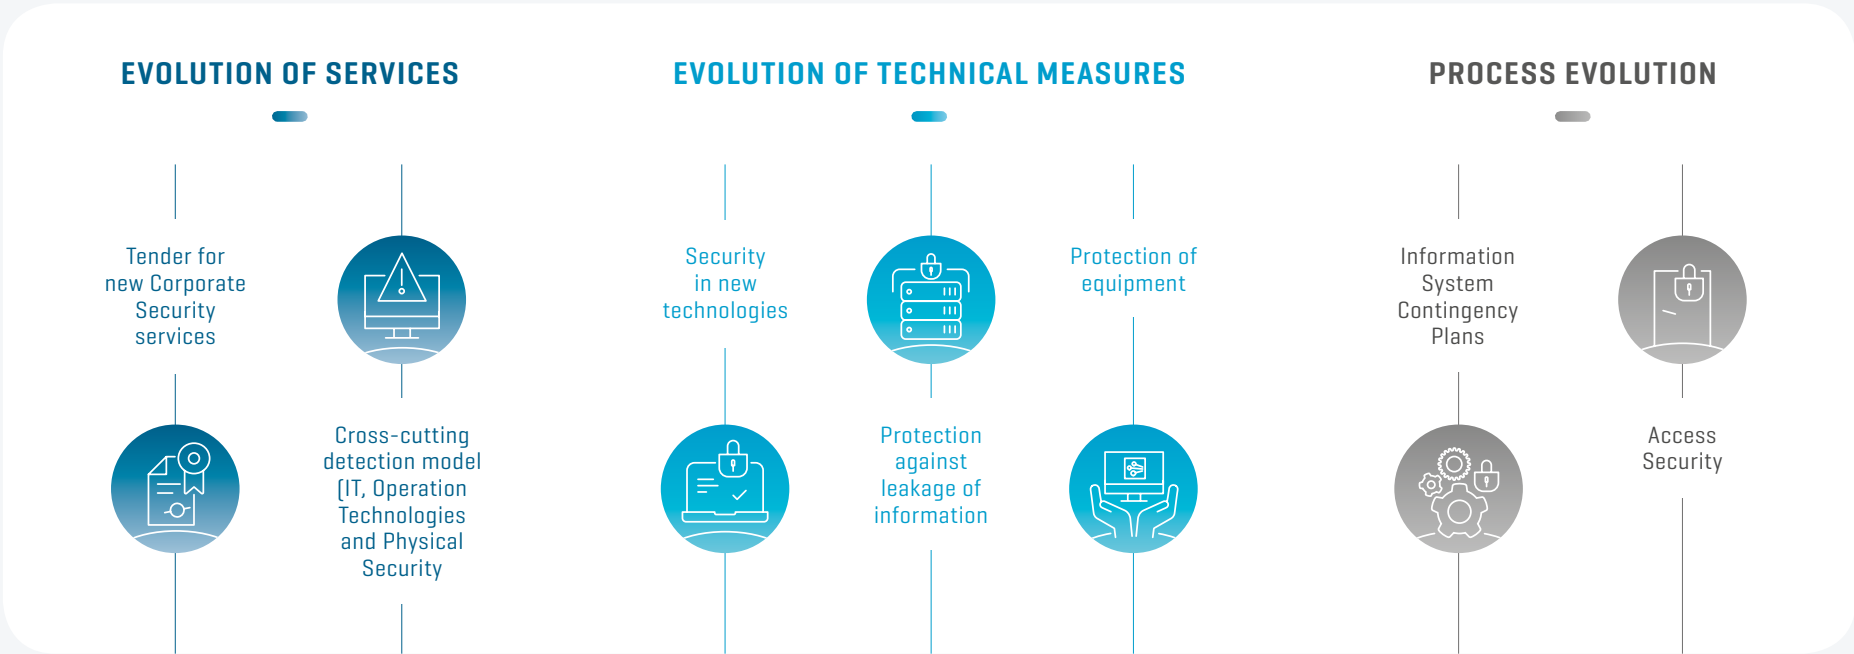 EVOLUTION OF SERVICES
Tender for
new Corporate
Security
services
Cross-cutting
detection model
(IT, Operation
Technologies
and Physical
Security
EVOLUTION OF TECHNICAL MEASURES
Security
in new
technologies
Protection
against
leakage of
information
Protection of
equipment
PROCESS EVOLUTION
Information
System
Contingency
Plans
Access
Security